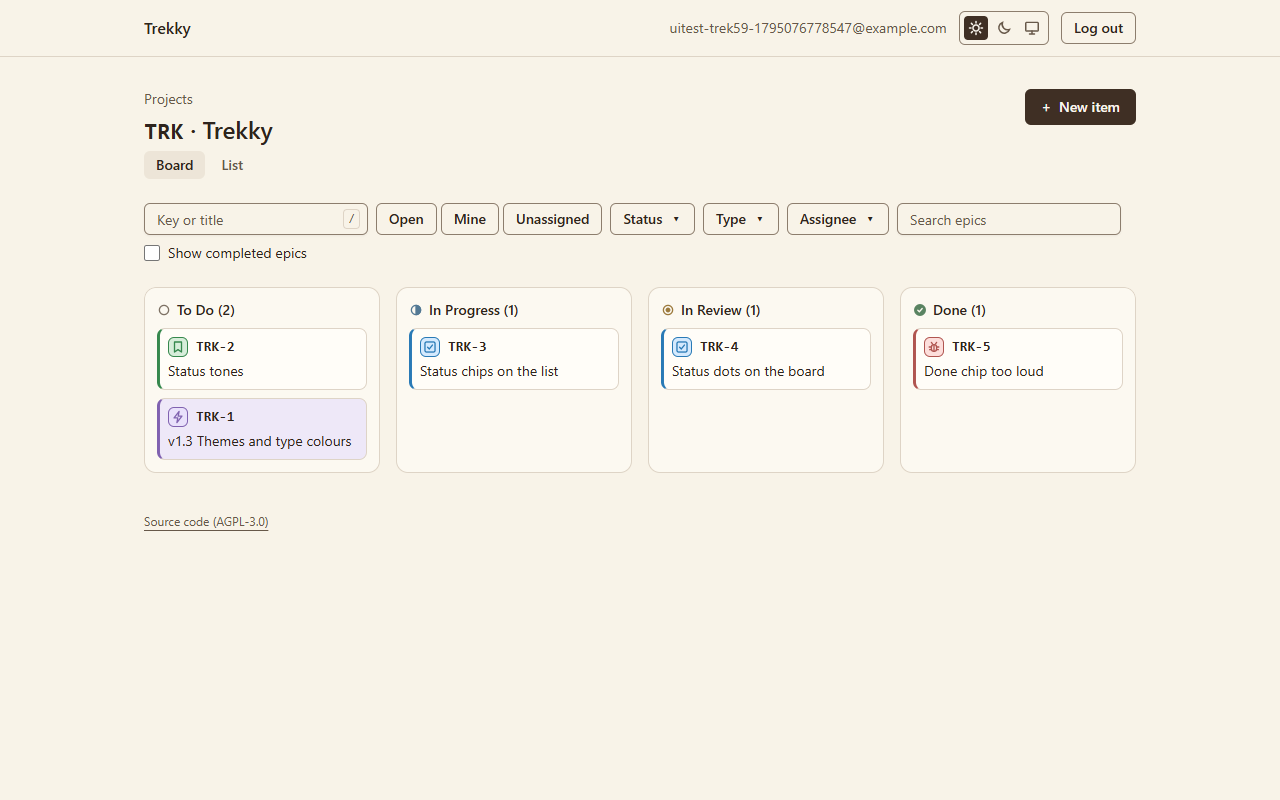 Trekky
uitest-trek59-1795076778547@example.com
Log out
Projects
+ New item
TRK · Trekky
Board
List
Key or title
/
Open
Mine
Unassigned
Status
Type
Assignee
Search epics
Show completed epics
To Do (2)
TRK-2
Status tones
TRK-1
v1.3 Themes and type colours
In Progress (1)
TRK-3
Status chips on the list
In Review (1)
TRK-4
Status dots on the board
Done (1)
TRK-5
Done chip too loud
Source code (AGPL-3.0)